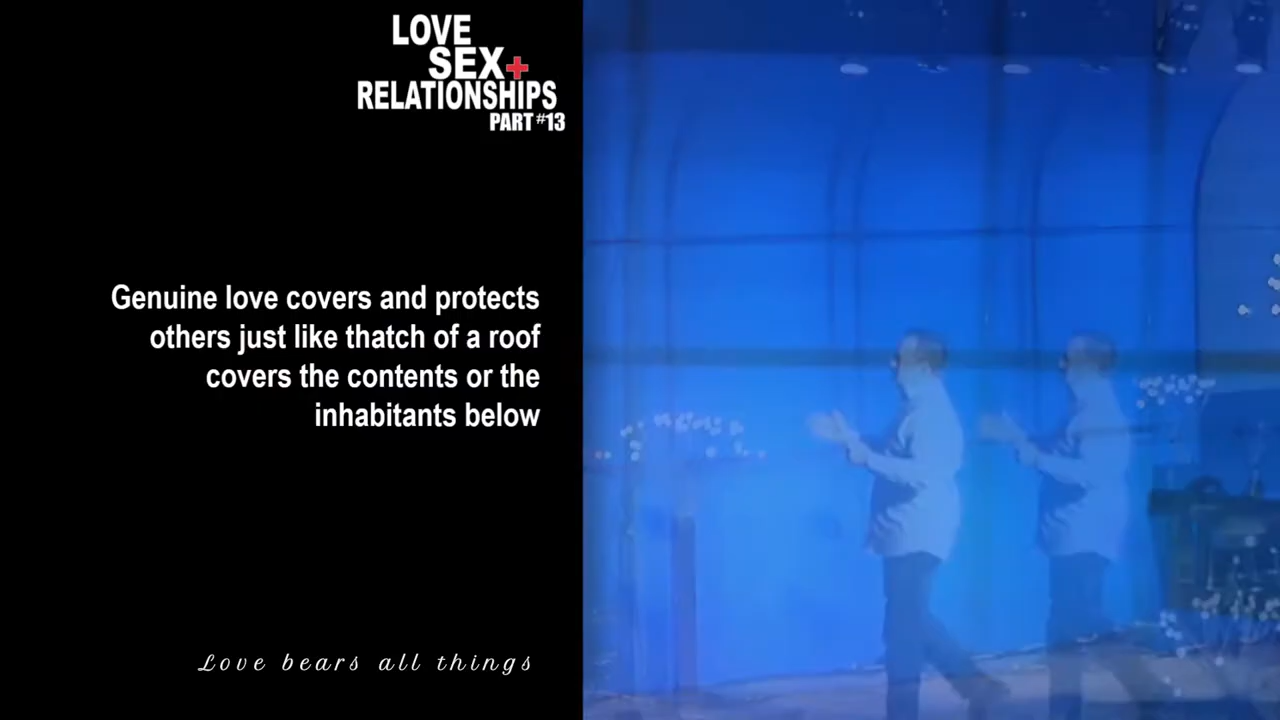 LOVE
SEX+
RELATIONSHIPS
PART #13
Genuine love covers and protects
others just like thatch of a roof
covers the contents or the
inhabitants below
Love bears all things